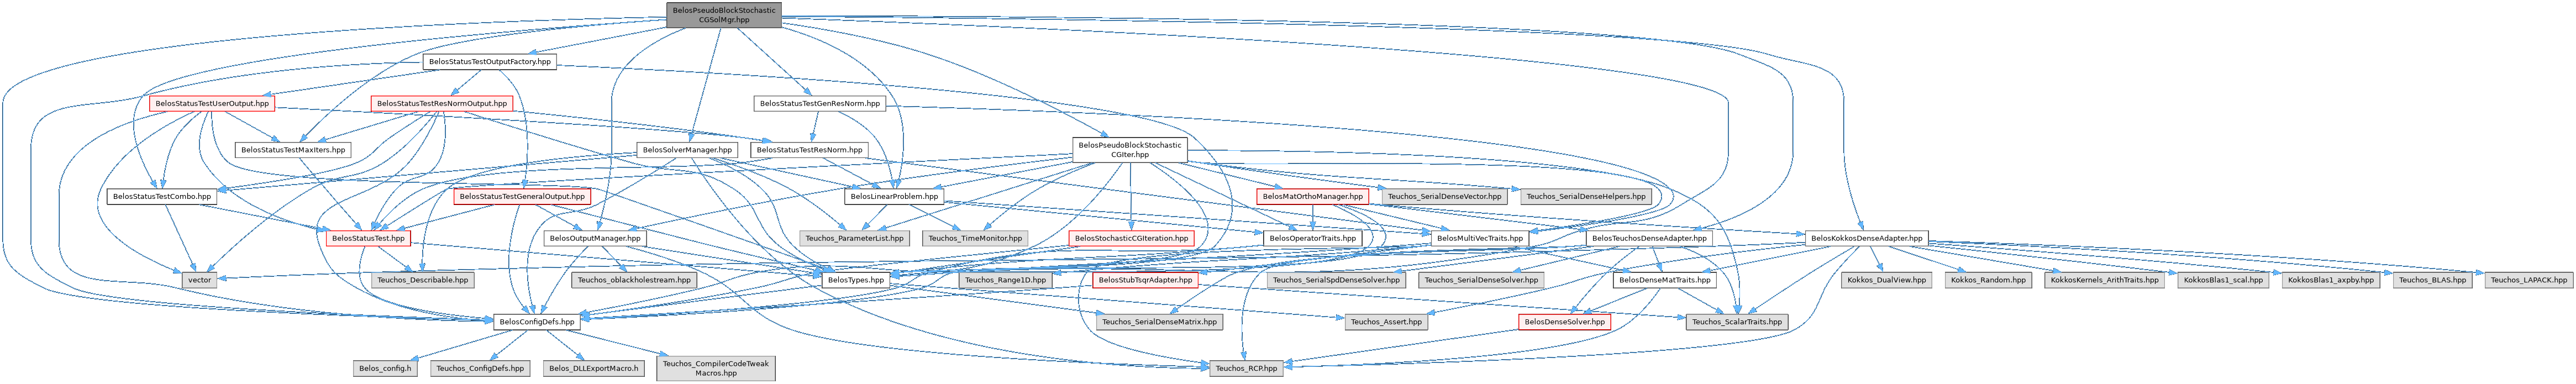 BelosPseudoBlockStochastic
CGSolMgr.hpp
BelosStatusTestOutputFactory.hpp
BelosStatusTestUserOutput.hpp
BelosStatusTestResNormOutput.hpp
BelosStatusTestGenResNorm.hpp
BelosStatusTestMaxIters.hpp
BelosSolverManager.hpp
BelosStatusTestResNorm.hpp
BelosPseudoBlockStochastic
CGIter.hpp
BelosStatusTestCombo.hpp
BelosStatusTestGeneralOutput.hpp
BelosLinearProblem.hpp
BelosMatOrthoManager.hpp
Teuchos_SerialDenseVector.hpp
Teuchos_SerialDenseHelpers.hpp
BelosStatusTest.hpp
BelosOutputManager.hpp
Teuchos_ParameterList.hpp
Teuchos_TimeMonitor.hpp
BelosStochasticCGIteration.hpp
BelosOperatorTraits.hpp
BelosMultiVecTraits.hpp
BelosTeuchosDenseAdapter.hpp
BelosKokkosDenseAdapter.hpp
vector
Teuchos_Describable.hpp
Teuchos_oblackholestream.hpp
BelosTypes.hpp
Teuchos_Range1D.hpp
BelosStubTsqrAdapter.hpp
Teuchos_SerialSpdDenseSolver.hpp
Teuchos_SerialDenseSolver.hpp
BelosDenseMatTraits.hpp
Kokkos_DualView.hpp
Kokkos_Random.hpp
KokkosKernels_ArithTraits.hpp
KokkosBlas1_scal.hpp
KokkosBlas1_axpby.hpp
Teuchos_BLAS.hpp
Teuchos_LAPACK.hpp
BelosConfigDefs.hpp
Teuchos_SerialDenseMatrix.hpp
Teuchos_Assert.hpp
BelosDenseSolver.hpp
Teuchos_ScalarTraits.hpp
Belos_config.h
Teuchos_ConfigDefs.hpp
Belos_DLLExportMacro.h
Teuchos_CompilerCodeTweak
Macros.hpp
Teuchos_RCP.hpp